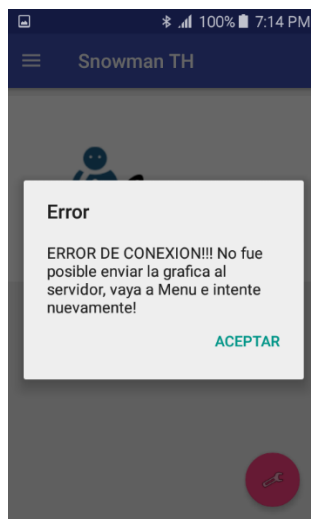 100% 7:14 PM
Snowman TH
Error
ERROR DE CONEXION!!! No fue
posible enviar la grafica al
servidor, vaya a Menu e intente
nuevamente!
ACEPTAR